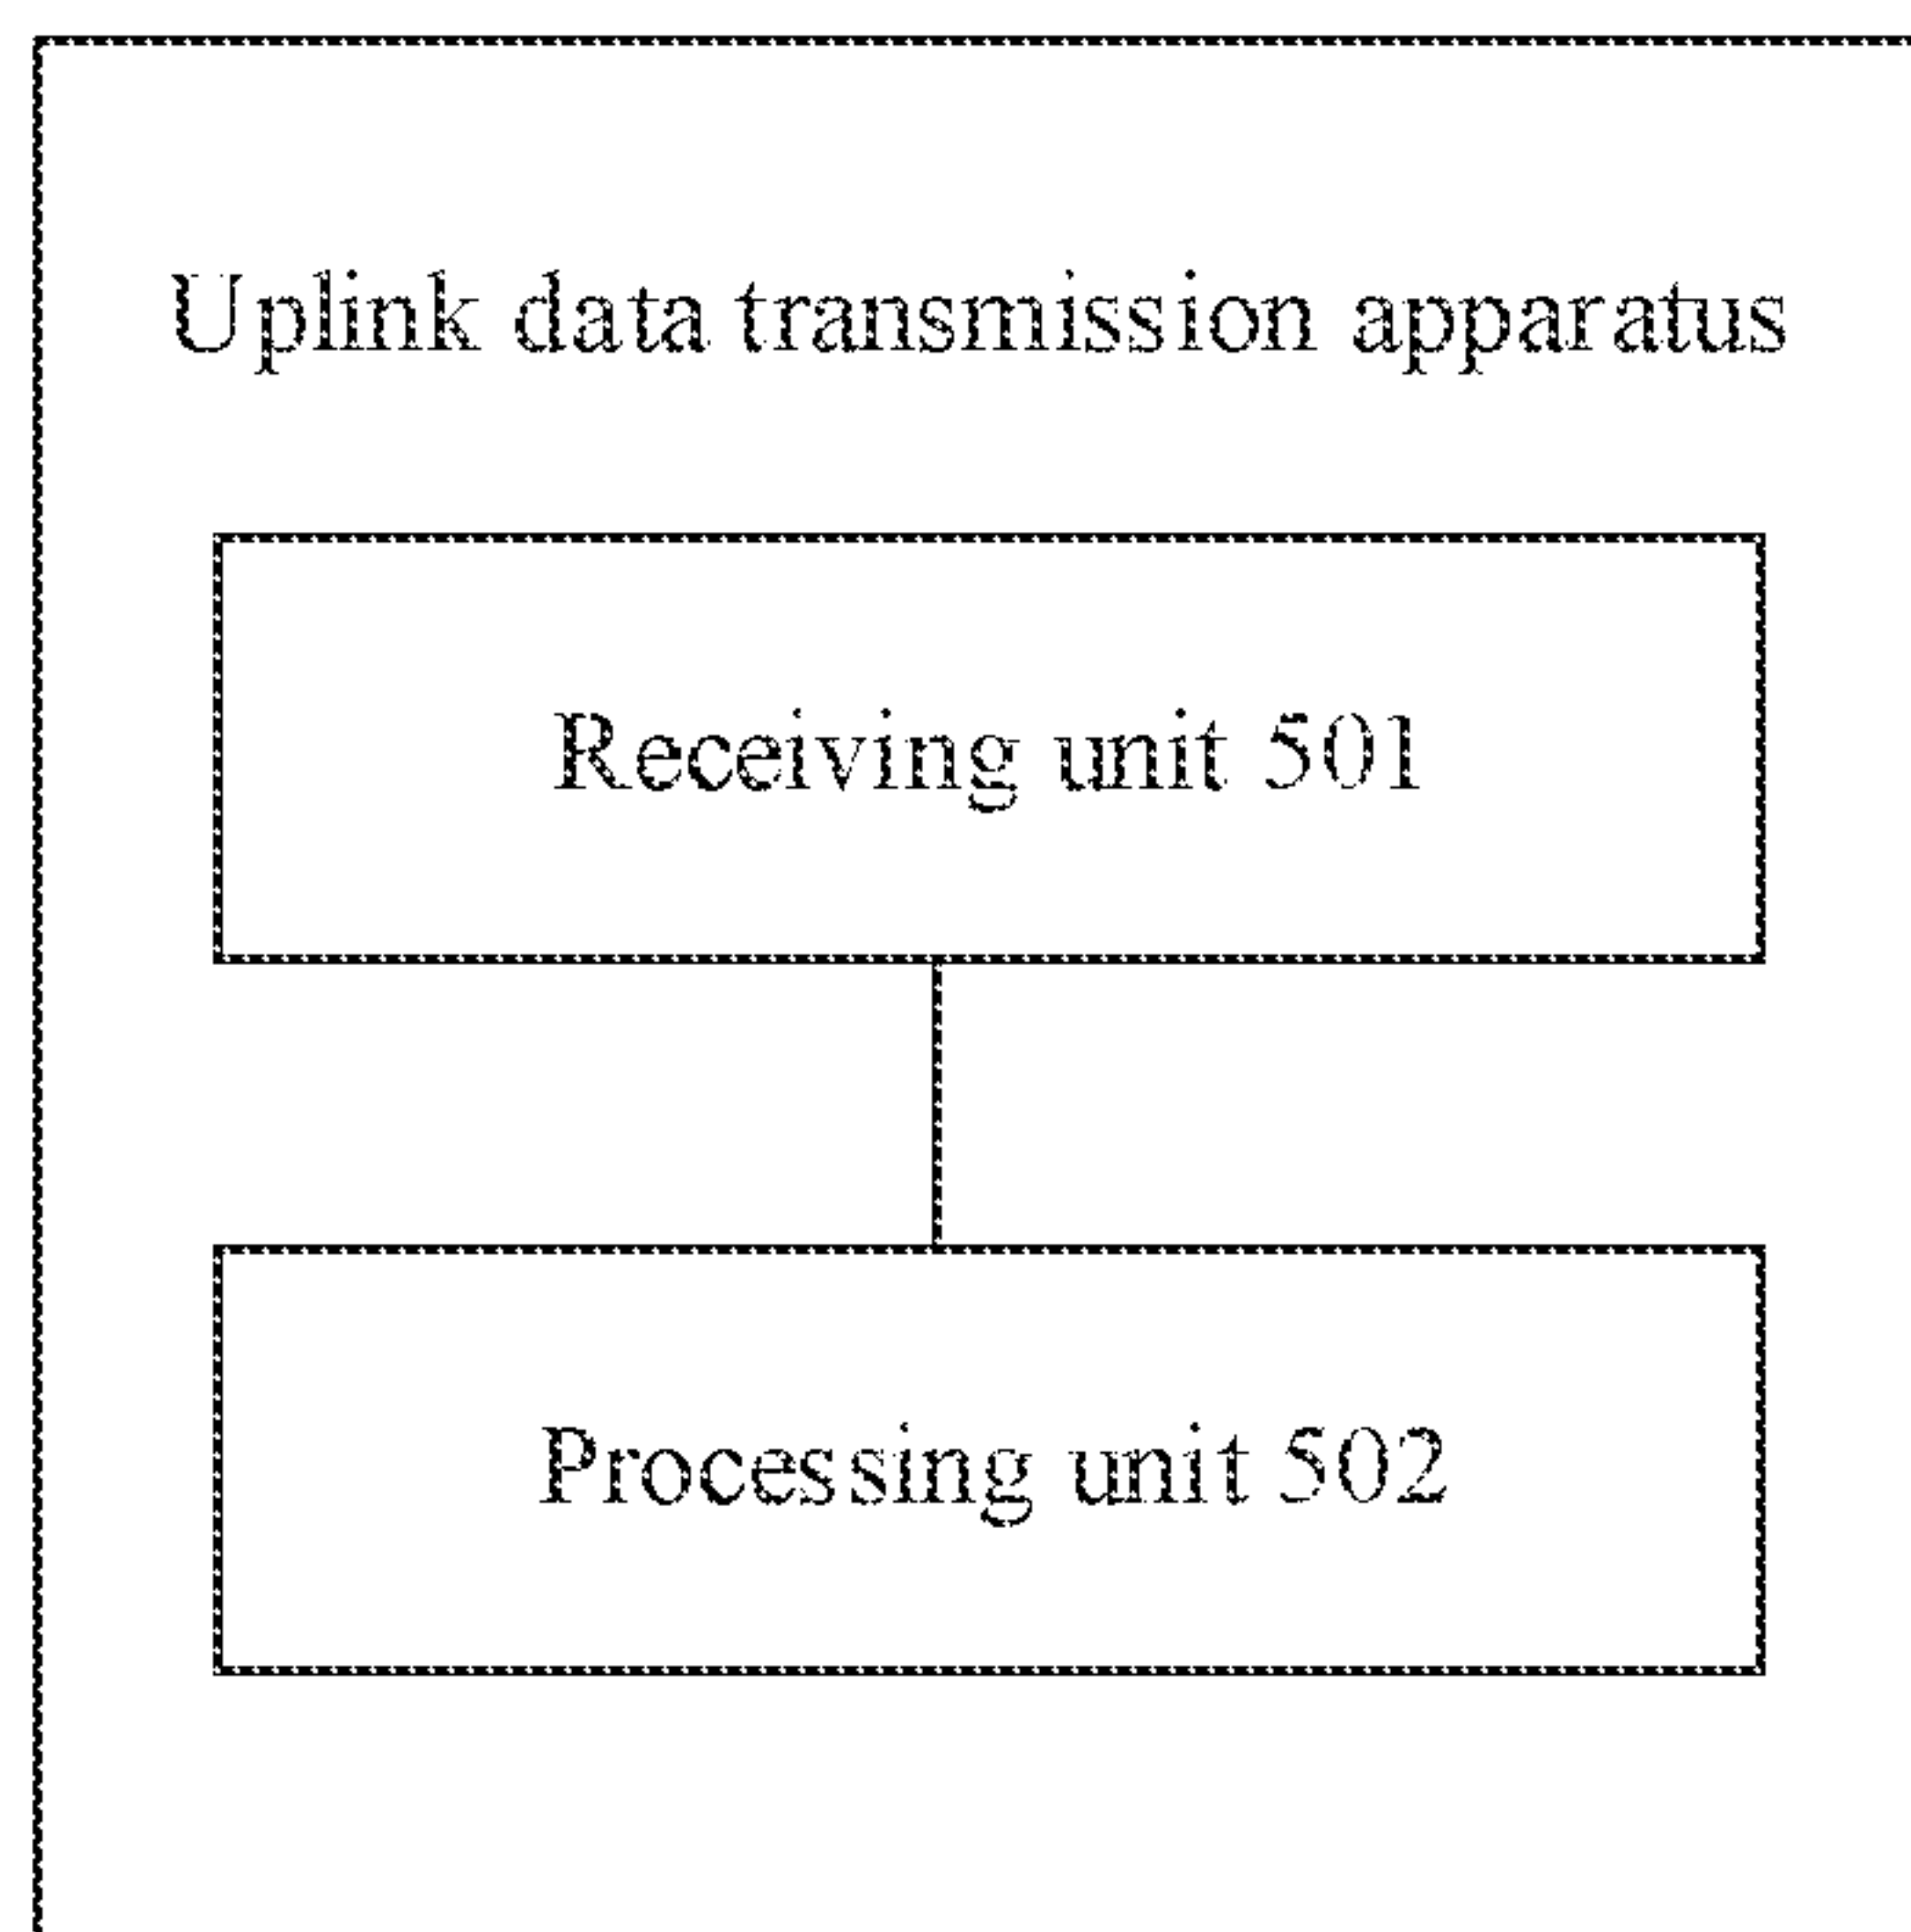 Uplink data transmission apparatus
Receiving unit 501
Processing unit 502